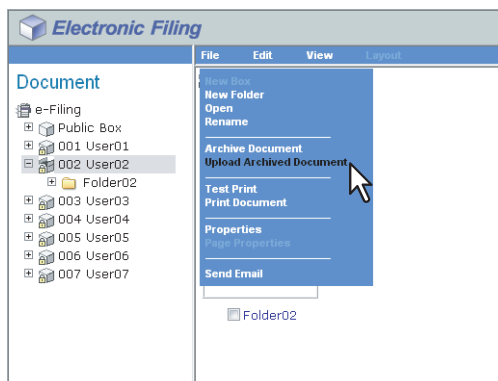 Electronic Filing
File Edit View Layout
Document
e-Filing
Public Box
001 User01
002 User02
Folder02
003 User03
004 User04
005 User05
006 User06
007 User07
New Box
New Folder
Open
Rename
Archive Document
Upload Archived Document
Test Print
Print Document
Properties
Page Properties
Send Email
Folder02